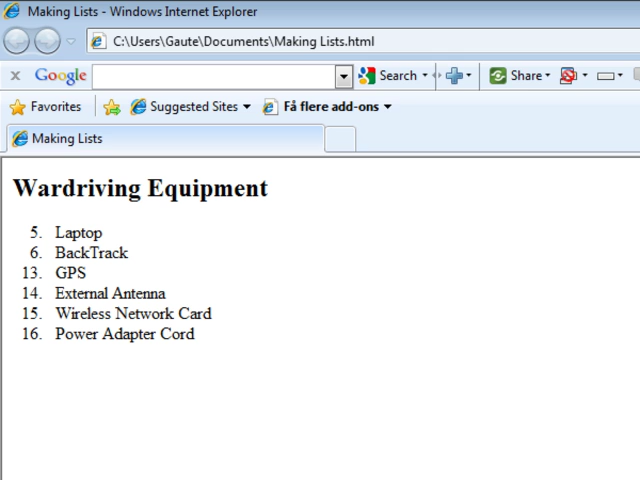 Making Lists - Windows Internet Explorer
C:\Users\Gaute\Documents\Making Lists.html
x Google Search Share
Favorites Suggested Sites Få flere add-ons
Making Lists
Wardriving Equipment
5. Laptop
6. BackTrack
13. GPS
14. External Antenna
15. Wireless Network Card
16. Power Adapter Cord